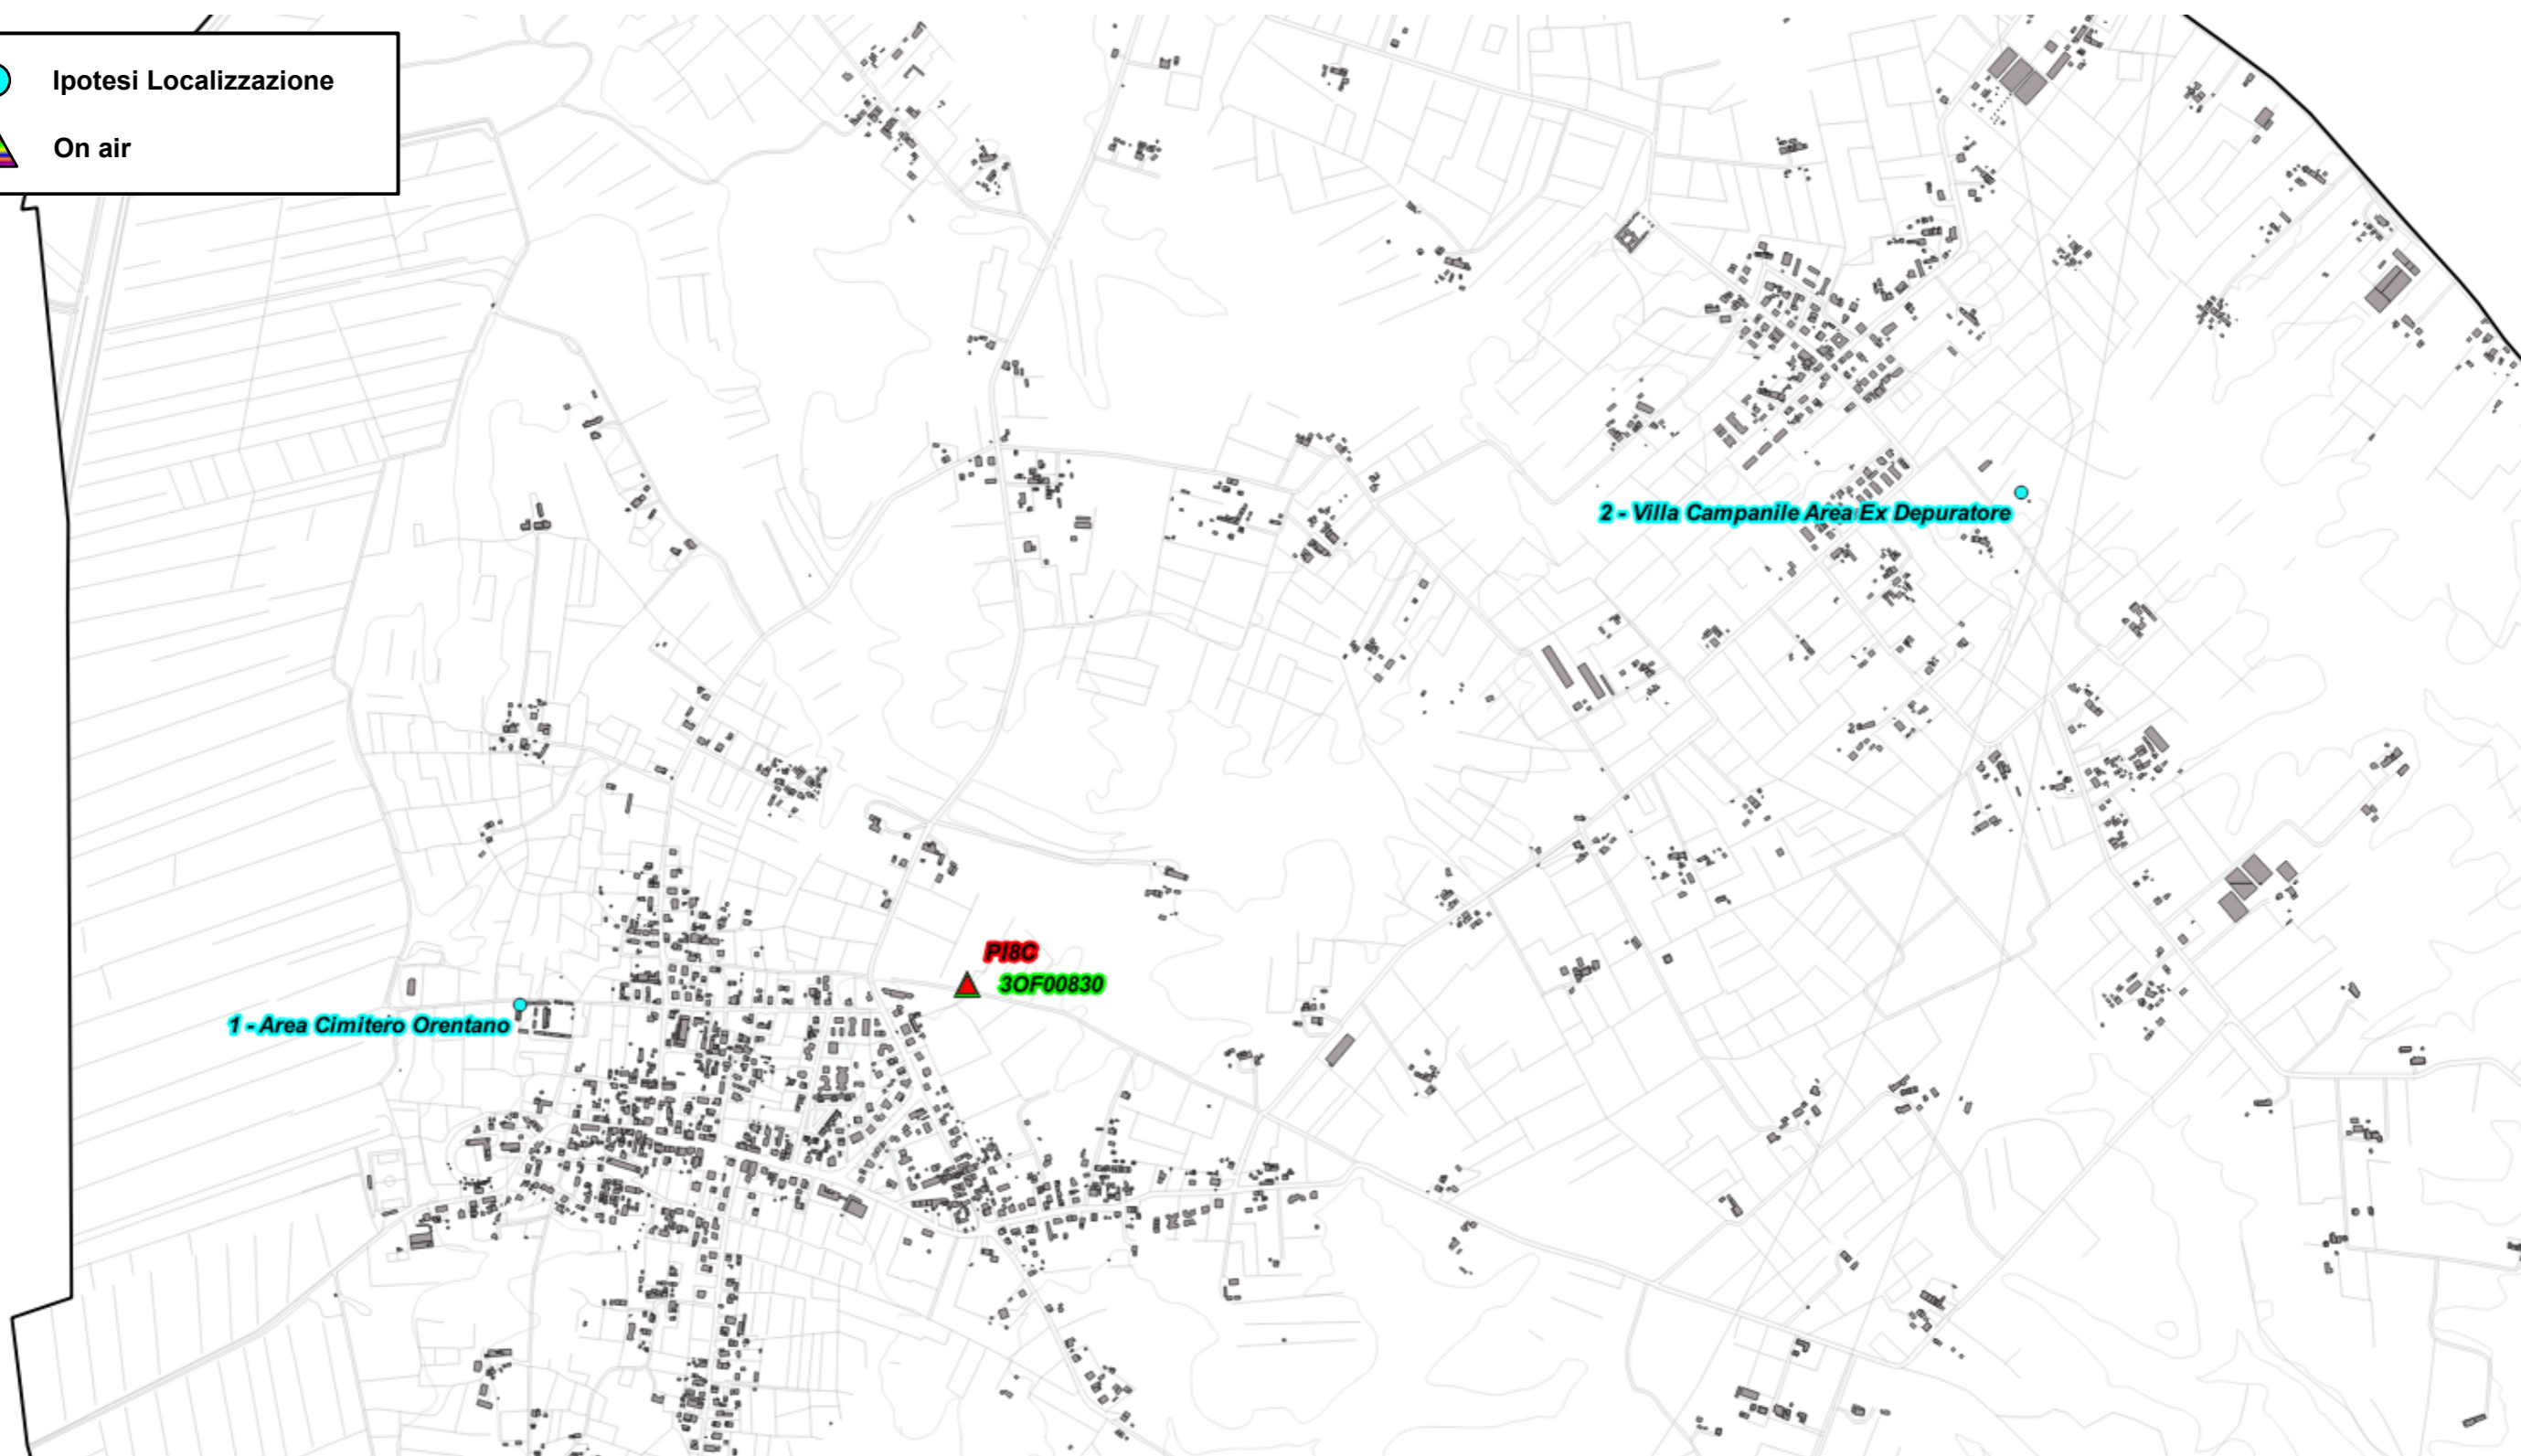 Ipotesi Localizzazione
On air
2 - Villa Campanile Area Ex Depuratore
PI8C
3OF00830
1 - Area Cimitero Orentano